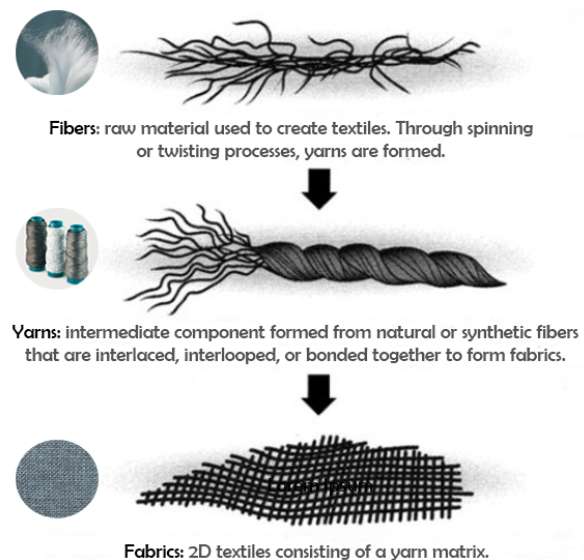 Fibers: raw material used to create textiles. Through spinning
or twisting processes, yarns are formed.
Yarns: intermediate component formed from natural or synthetic fibers
that are interlaced, interlooped, or bonded together to form fabrics.
Lorem ipsum
Fabrics: 2D textiles consisting of a yarn matrix.